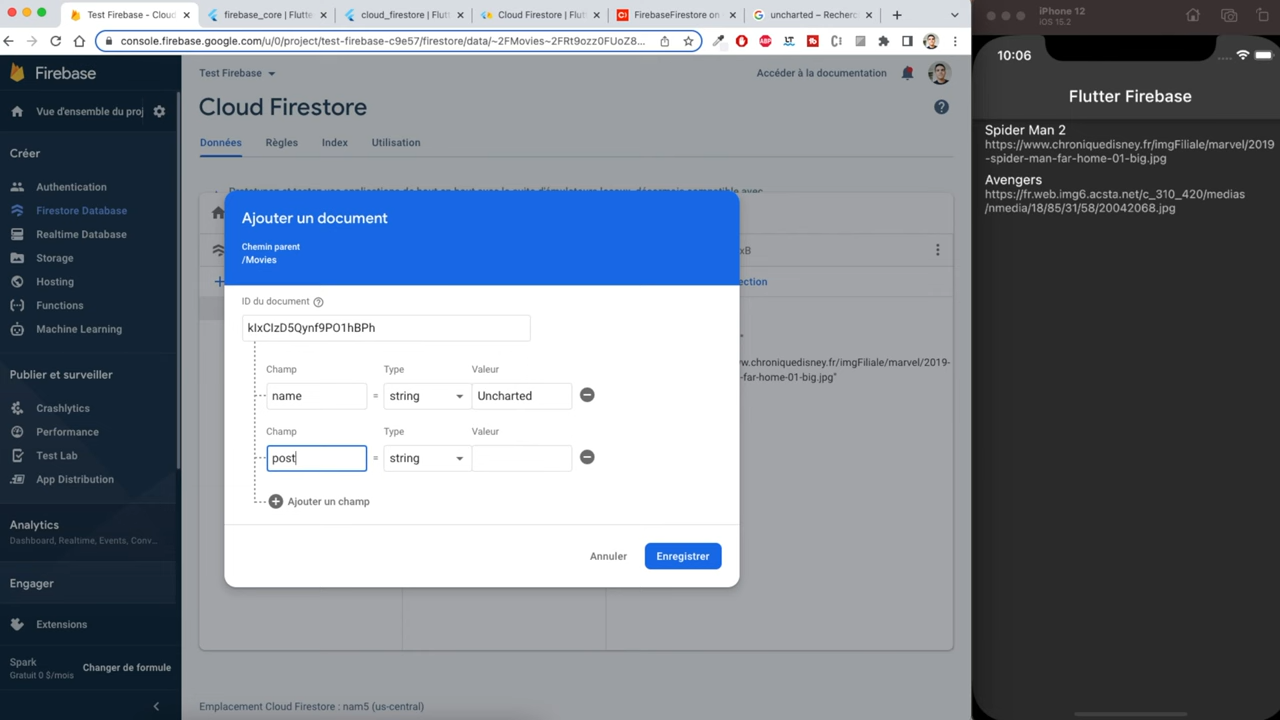 Test Firebase - Cloud
firebase_core | Flutte
cloud_firestore | Flut
Cloud Firestore | Flut
FirebaseFirestore on
uncharted – Recherc
console.firebase.google.com/u/0/project/test-firebase-c9e57/firestore/data/~2FMovies~2FRt9ozz0FUoZ8...
Firebase
Vue d'ensemble du proj
Créer
Authentication
Firestore Database
Realtime Database
Storage
Hosting
Functions
Machine Learning
Publier et surveiller
Crashlytics
Performance
Test Lab
App Distribution
Analytics
Dashboard, Realtime, Events, Conv...
Engager
Extensions
Spark
Gratuit 0 $/mois
Changer de formule
Test Firebase
Accéder à la documentation
Cloud Firestore
Données
Règles
Index
Utilisation
xB
ection
w.chroniquedisney.fr/imgFiliale/marvel/2019-
-far-home-01-big.jpg"
Ajouter un document
Chemin parent
/Movies
ID du document
kIxCIzD5Qynf9PO1hBPh
Champ
Type
Valeur
name
=
string
Uncharted
Champ
Type
Valeur
post
=
string
Ajouter un champ
Annuler
Enregistrer
Emplacement Cloud Firestore : nam5 (us-central)
iPhone 12
iOS 15.2
10:06
Flutter Firebase
Spider Man 2
https://www.chroniquedisney.fr/imgFiliale/marvel/2019
-spider-man-far-home-01-big.jpg
Avengers
https://fr.web.img6.acsta.net/c_310_420/medias
/nmedia/18/85/31/58/20042068.jpg